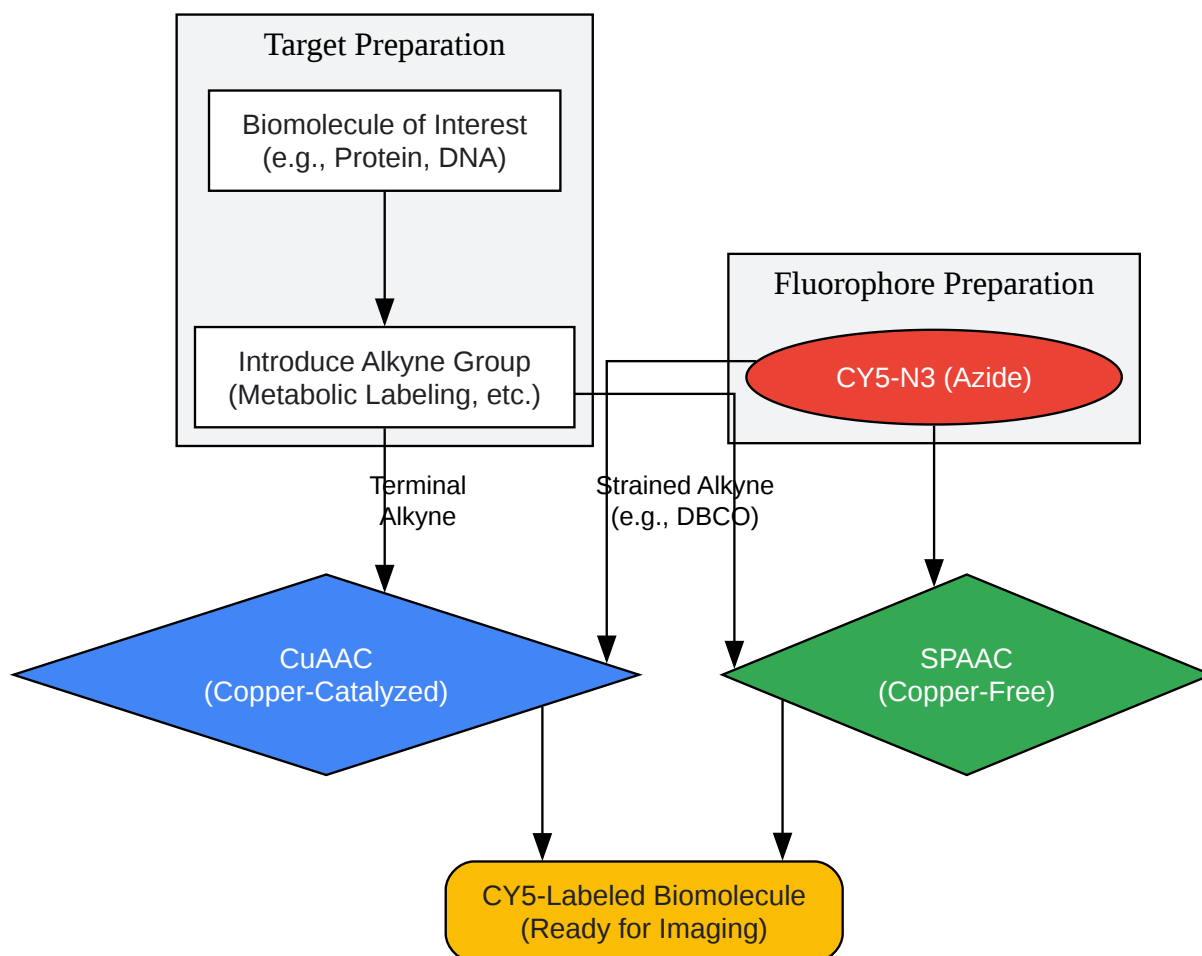 Target Preparation
Biomolecule of Interest
(e.g., Protein, DNA)
Fluorophore Preparation
Introduce Alkyne Group
(Metabolic Labeling, etc.)
CY5-N3 (Azide)
Terminal
Alkyne
Strained Alkyne
(e.g., DBCO)
CuAAC
(Copper-Catalyzed)
SPAAC
(Copper-Free)
CY5-Labeled Biomolecule
(Ready for Imaging)